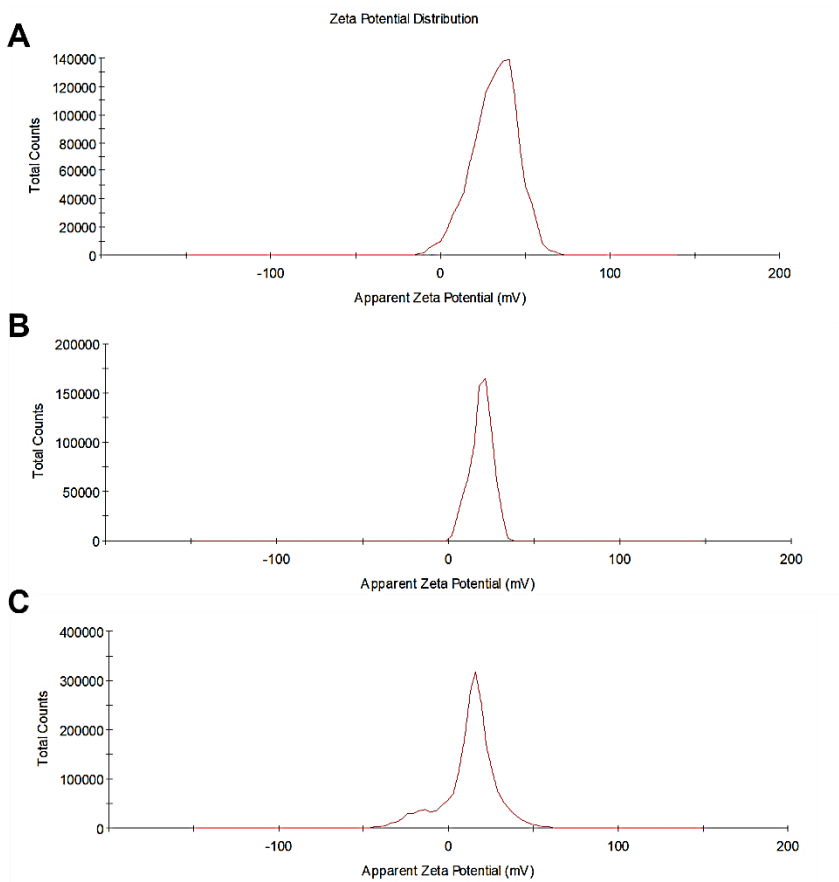 Zeta Potential Distribution
A
140000
120000
100000
80000
60000
40000
20000
0
Total Counts
-100 0 100 200
Apparent Zeta Potential (mV)
B
200000
150000
100000
50000
0
Total Counts
-100 0 100 200
Apparent Zeta Potential (mV)
C
400000
300000
200000
100000
0
Total Counts
-100 0 100 200
Apparent Zeta Potential (mV)